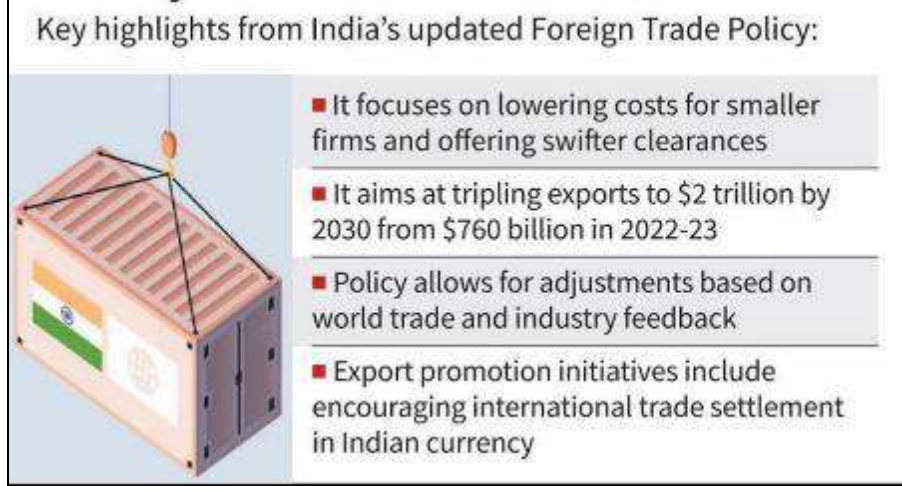 Key highlights from India's updated Foreign Trade Policy:
■ It focuses on lowering costs for smaller
firms and offering swifter clearances
■ It aims at tripling exports to $2 trillion by
2030 from $760 billion in 2022-23
■ Policy allows for adjustments based on
world trade and industry feedback
■ Export promotion initiatives include
encouraging international trade settlement
in Indian currency